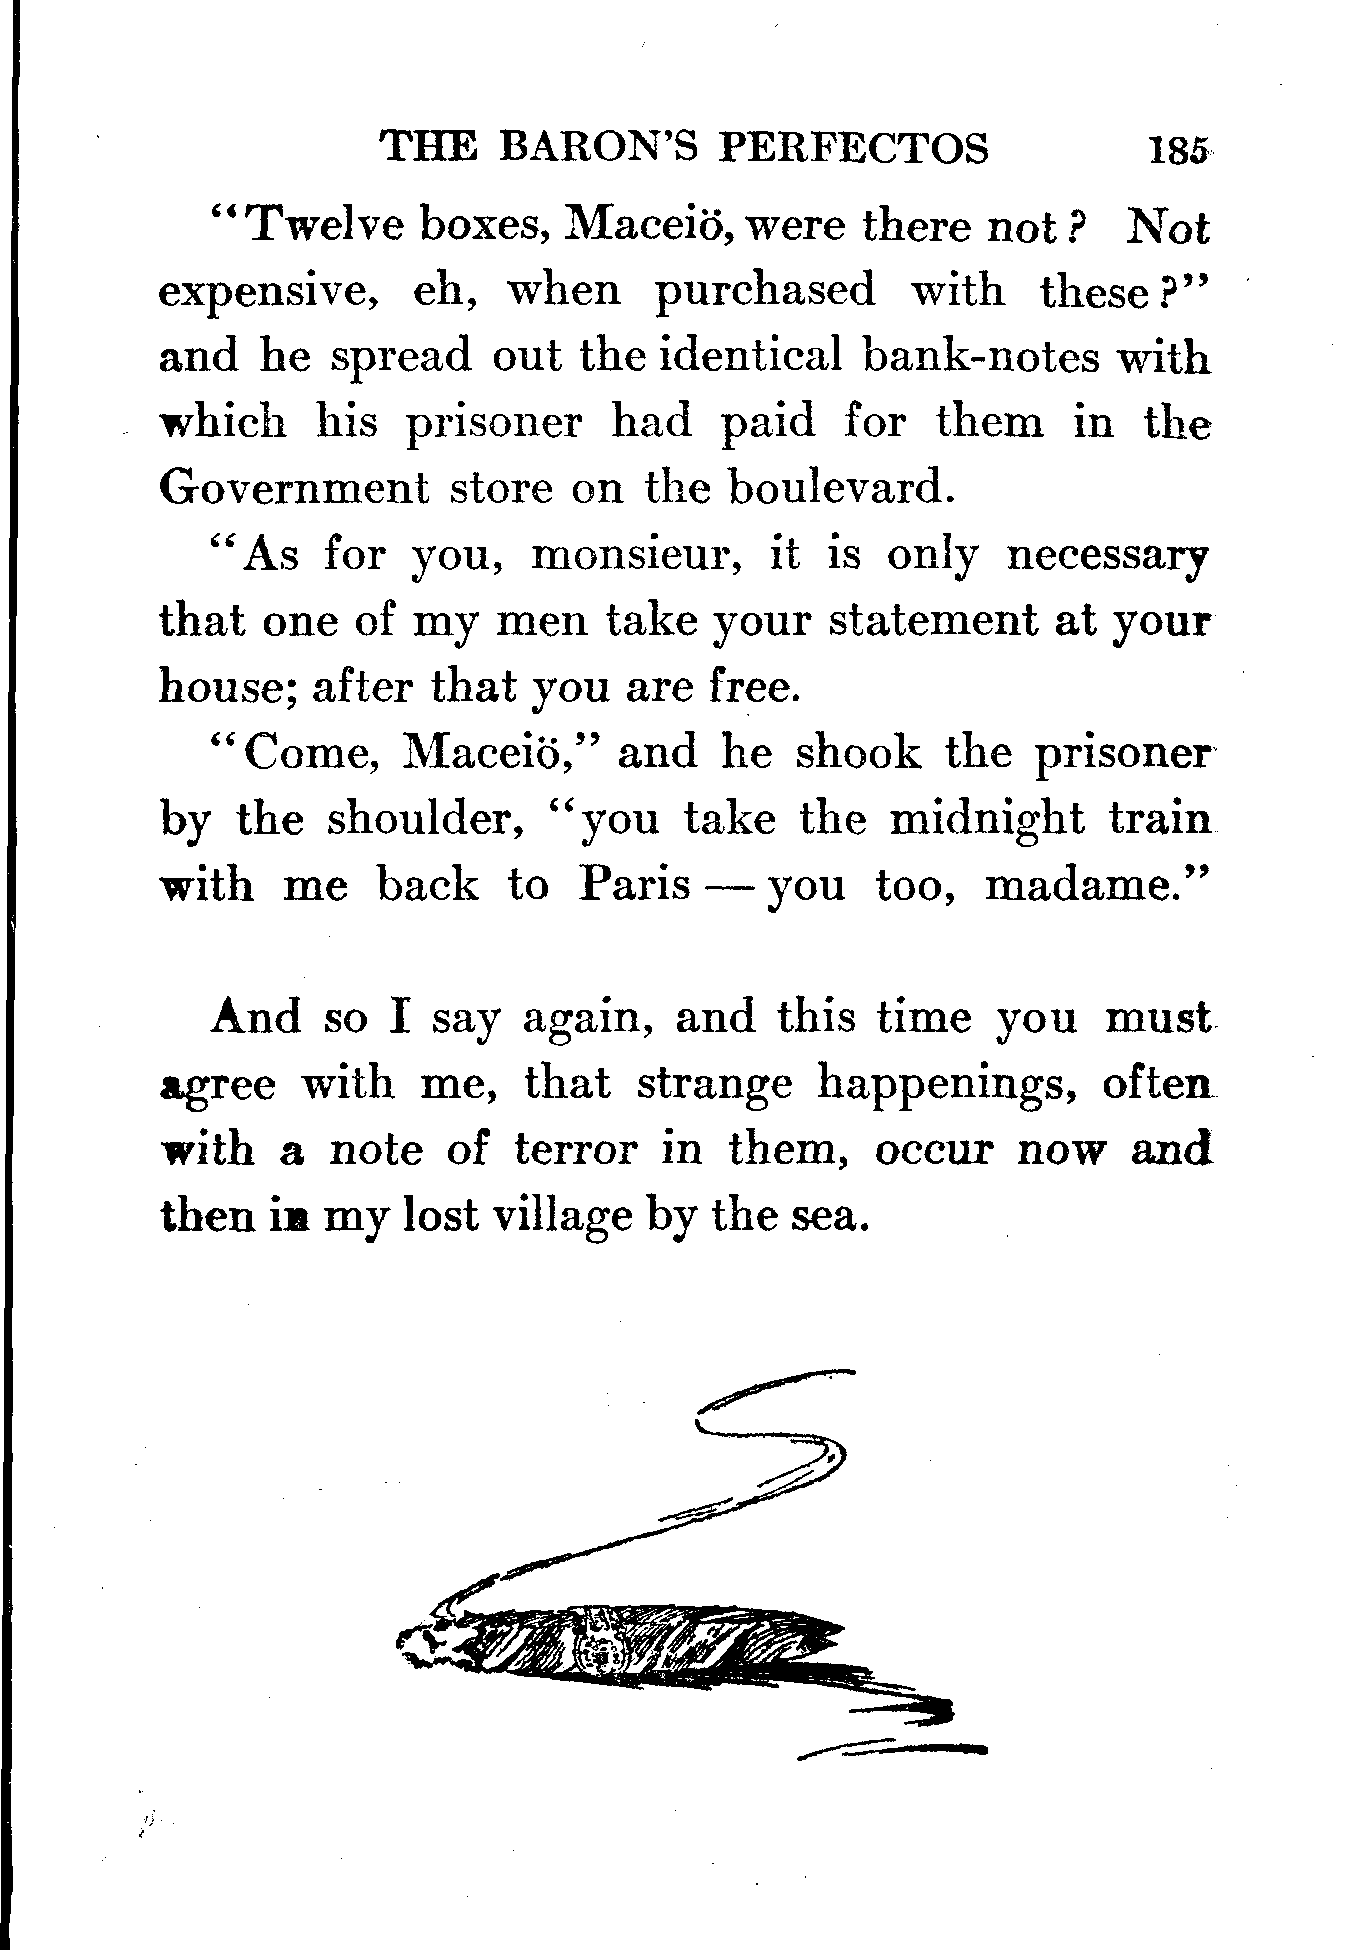 THE BARON'S PERFECTOS 185
"Twelve boxes, Maceiö, were there not? Not
expensive, eh, when purchased with these?"
and he spread out the identical bank-notes with
which his prisoner had paid for them in the
Government store on the boulevard.
"As for you, monsieur, it is only necessary
that one of my men take your statement at your
house; after that you are free.
"Come, Maceiö," and he shook the prisoner
by the shoulder, "you take the midnight train
with me back to Paris — you too, madame."
And so I say again, and this time you must
agree with me, that strange happenings, often
with a note of terror in them, occur now and
then in my lost village by the sea.